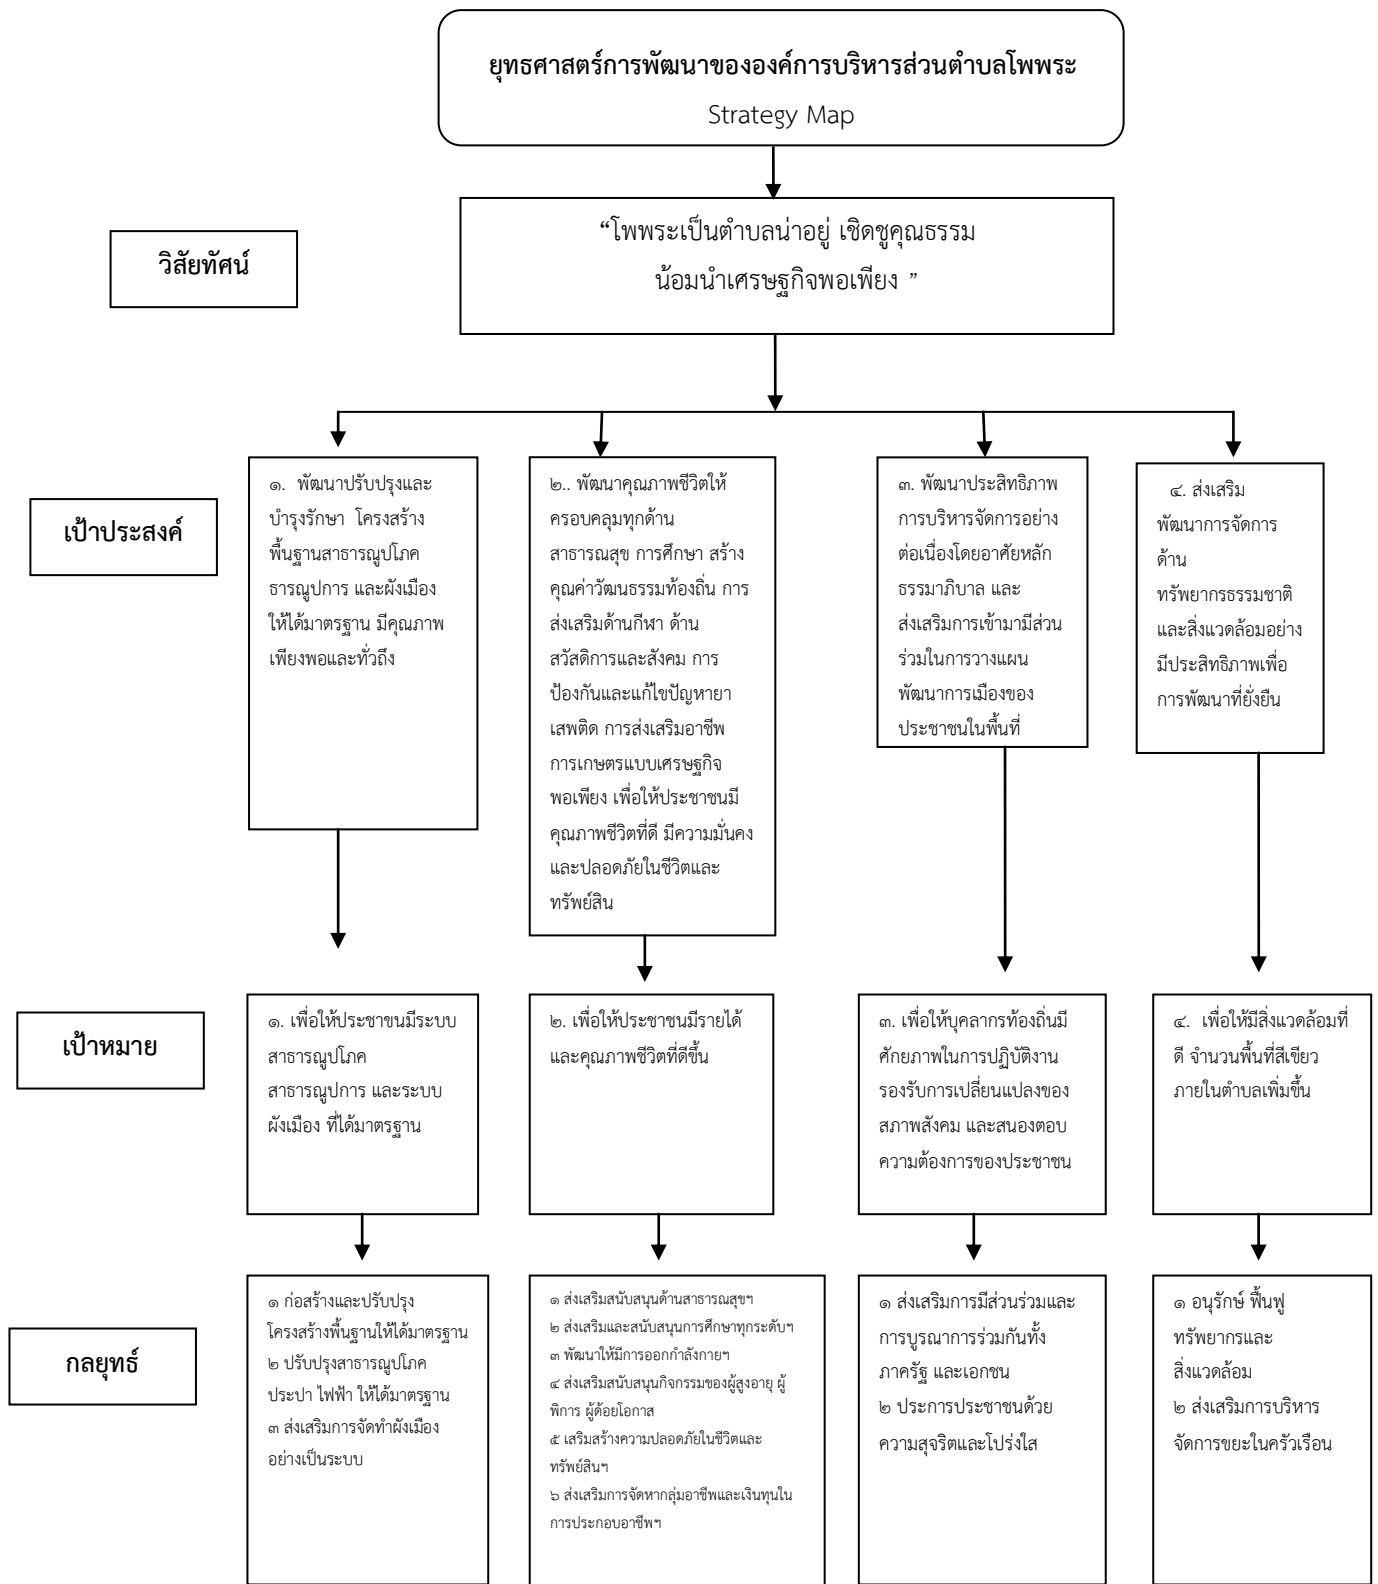 ยุทธศาสตร์การพัฒนาขององค์การบริหารส่วนตำบลโพพระ
Strategy Map
วิสัยทัศน์
“โพพระเป็นตำบลน่าอยู่ เชิดชูคุณธรรม
น้อมนำเศรษฐกิจพอเพียง ”
เป้าประสงค์
๑. พัฒนาปรับปรุงและ
บำรุงรักษา โครงสร้าง
พื้นฐานสาธารณูปโภค
ธารณูปการ และผังเมือง
ให้ได้มาตรฐาน มีคุณภาพ
เพียงพอและทั่วถึง
๒.. พัฒนาคุณภาพชีวิตให้
ครอบคลุมทุกด้าน
สาธารณสุข การศึกษา สร้าง
คุณค่าวัฒนธรรมท้องถิ่น การ
ส่งเสริมด้านกีฬา ด้าน
สวัสดิการและสังคม การ
ป้องกันและแก้ไขปัญหายา
เสพติด การส่งเสริมอาชีพ
การเกษตรแบบเศรษฐกิจ
พอเพียง เพื่อให้ประชาชนมี
คุณภาพชีวิตที่ดี มีความมั่นคง
และปลอดภัยในชีวิตและ
ทรัพย์สิน
๓. พัฒนาประสิทธิภาพ
การบริหารจัดการอย่าง
ต่อเนื่องโดยอาศัยหลัก
ธรรมาภิบาล และ
ส่งเสริมการเข้ามามีส่วน
ร่วมในการวางแผน
พัฒนาการเมืองของ
ประชาชนในพื้นที่
๔. ส่งเสริม
พัฒนาการจัดการ
ด้าน
ทรัพยากรธรรมชาติ
และสิ่งแวดล้อมอย่าง
มีประสิทธิภาพเพื่อ
การพัฒนาที่ยั่งยืน
เป้าหมาย
๑. เพื่อให้ประชาขนมีระบบ
สาธารณูปโภค
สาธารณูปการ และระบบ
ผังเมือง ที่ได้มาตรฐาน
๒. เพื่อให้ประชาชนมีรายได้
และคุณภาพชีวิตที่ดีขึ้น
๓. เพื่อให้บุคลากรท้องถิ่นมี
ศักยภาพในการปฏิบัติงาน
รองรับการเปลี่ยนแปลงของ
สภาพสังคม และสนองตอบ
ความต้องการของประชาชน
๔. เพื่อให้มีสิ่งแวดล้อมที่
ดี จำนวนพื้นที่สีเขียว
ภายในตำบลเพิ่มขึ้น
กลยุทธ์
๑ ก่อสร้างและปรับปรุง
โครงสร้างพื้นฐานให้ได้มาตรฐาน
๒ ปรับปรุงสาธารณูปโภค
ประปา ไฟฟ้า ให้ได้มาตรฐาน
๓ ส่งเสริมการจัดทำผังเมือง
อย่างเป็นระบบ
๑ ส่งเสริมสนับสนุนด้านสาธารณสุขฯ
๒ ส่งเสริมและสนับสนุนการศึกษาทุกระดับฯ
๓ พัฒนาให้มีการออกกำลังกายฯ
๔ ส่งเสริมสนับสนุนกิจกรรมของผู้สูงอายุ ผู้
พิการ ผู้ด้อยโอกาส
๕ เสริมสร้างความปลอดภัยในชีวิตและ
ทรัพย์สินฯ
๖ ส่งเสริมการจัดหากลุ่มอาชีพและเงินทุนใน
การประกอบอาชีพฯ
๑ ส่งเสริมการมีส่วนร่วมและ
การบูรณาการร่วมกันทั้ง
ภาครัฐ และเอกชน
๒ ประการประชาชนด้วย
ความสุจริตและโปร่งใส
๑ อนุรักษ์ ฟื้นฟู
ทรัพยากรและ
สิ่งแวดล้อม
๒ ส่งเสริมการบริหาร
จัดการขยะในครัวเรือน